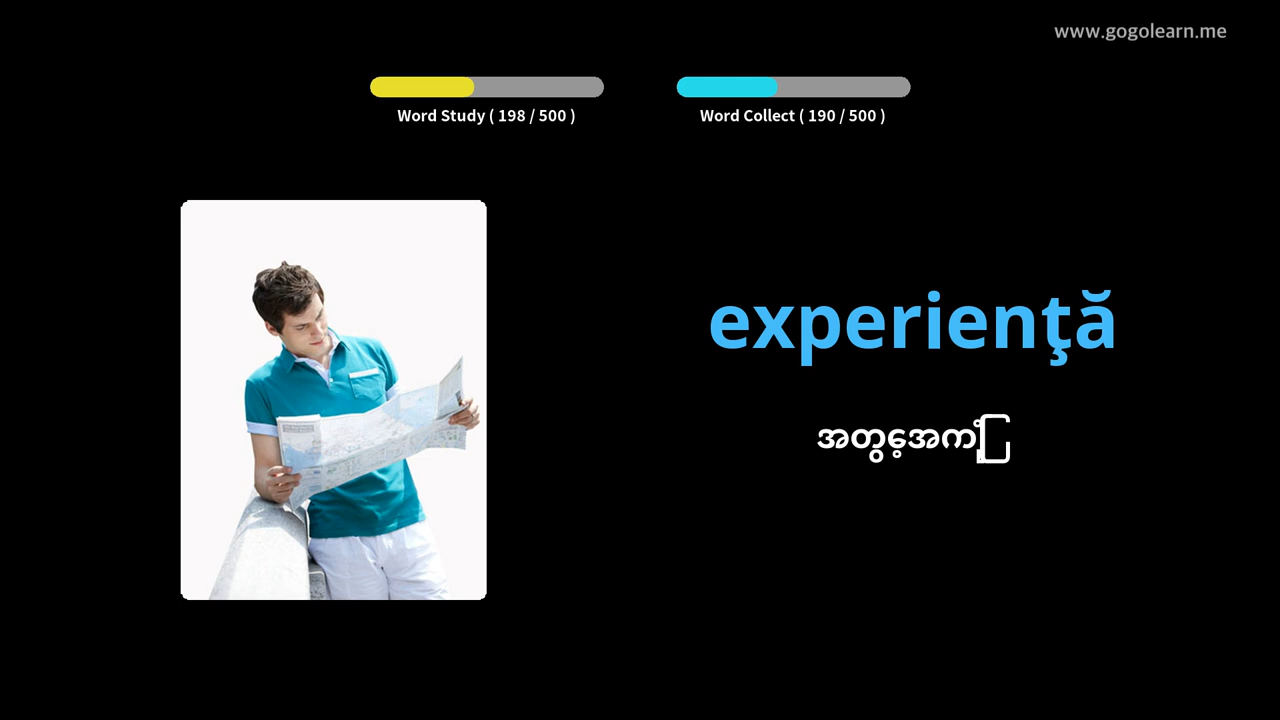 www.gogolearn.me
Word Study ( 198 / 500 )
Word Collect ( 190 / 500 )
experienţă
အတွေ့အကြုံ